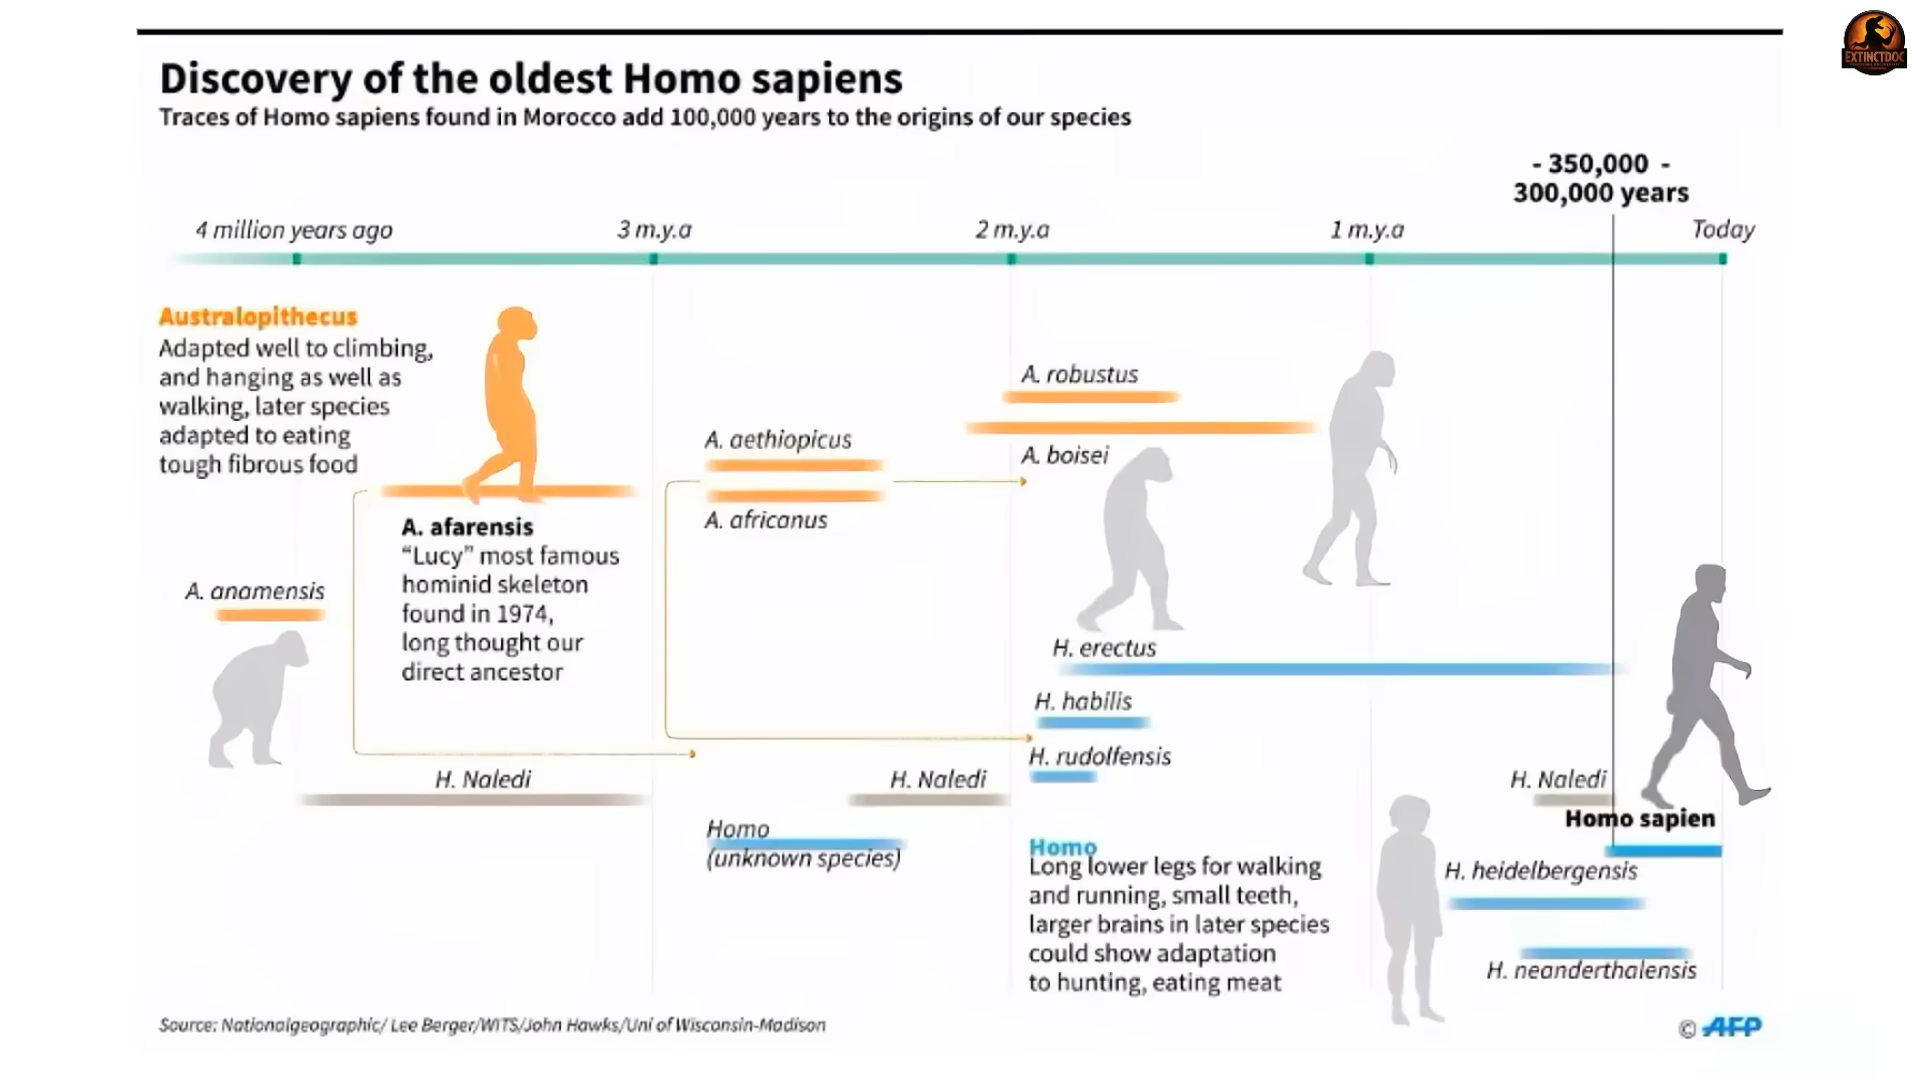 EXTINCTDOC
Discovery of the oldest Homo sapiens
Traces of Homo sapiens found in Morocco add 100,000 years to the origins of our species
- 350,000 -
300,000 years
4 million years ago
3 m.y.a
2 m.y.a
1 m.y.a
Today
Australopithecus
Adapted well to climbing,
and hanging as well as
walking, later species
adapted to eating
tough fibrous food
A. robustus
A. aethiopicus
A. boisei
A. africanus
A. afarensis
“Lucy” most famous
hominid skeleton
found in 1974,
long thought our
direct ancestor
A. anamensis
H. erectus
H. habilis
H. rudolfensis
H. Naledi
H. Naledi
H. Naledi
Homo sapien
Homo
(unknown species)
Homo
Long lower legs for walking
and running, small teeth,
larger brains in later species
could show adaptation
to hunting, eating meat
H. heidelbergensis
H. neanderthalensis
Source: Nationalgeographic/ Lee Berger/WITS/John Hawks/Uni of Wisconsin-Madison
© AFP